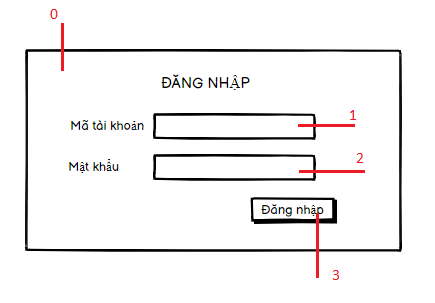 0
ĐĂNG NHẬP
1
Mã tài khoản
2
Mật khẩu
Đăng nhập
3